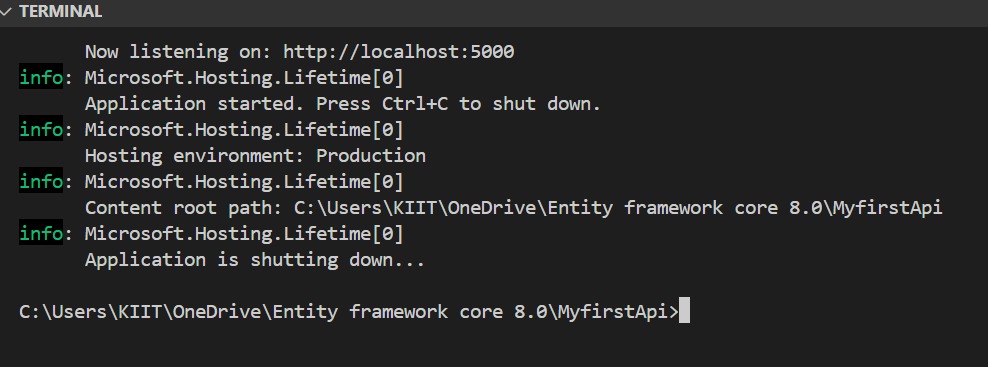 TERMINAL
Now listening on: http://localhost:5000
info: Microsoft.Hosting.Lifetime[0]
Application started. Press Ctrl+C to shut down.
info: Microsoft.Hosting.Lifetime[0]
Hosting environment: Production
info: Microsoft.Hosting.Lifetime[0]
Content root path: C:\Users\KIIT\OneDrive\Entity framework core 8.0\MyfirstApi
info: Microsoft.Hosting.Lifetime[0]
Application is shutting down...
C:\Users\KIIT\OneDrive\Entity framework core 8.0\MyfirstApi>